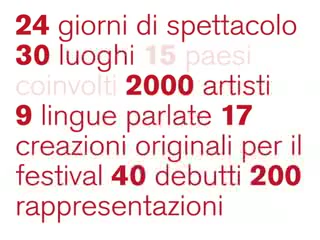 24 giorni di spettacolo
30 luoghi 15 paesi
coinvolti 2000 artisti
9 lingue parlate 17
creazioni originali per il
festival 40 debutti 200
rappresentazioni